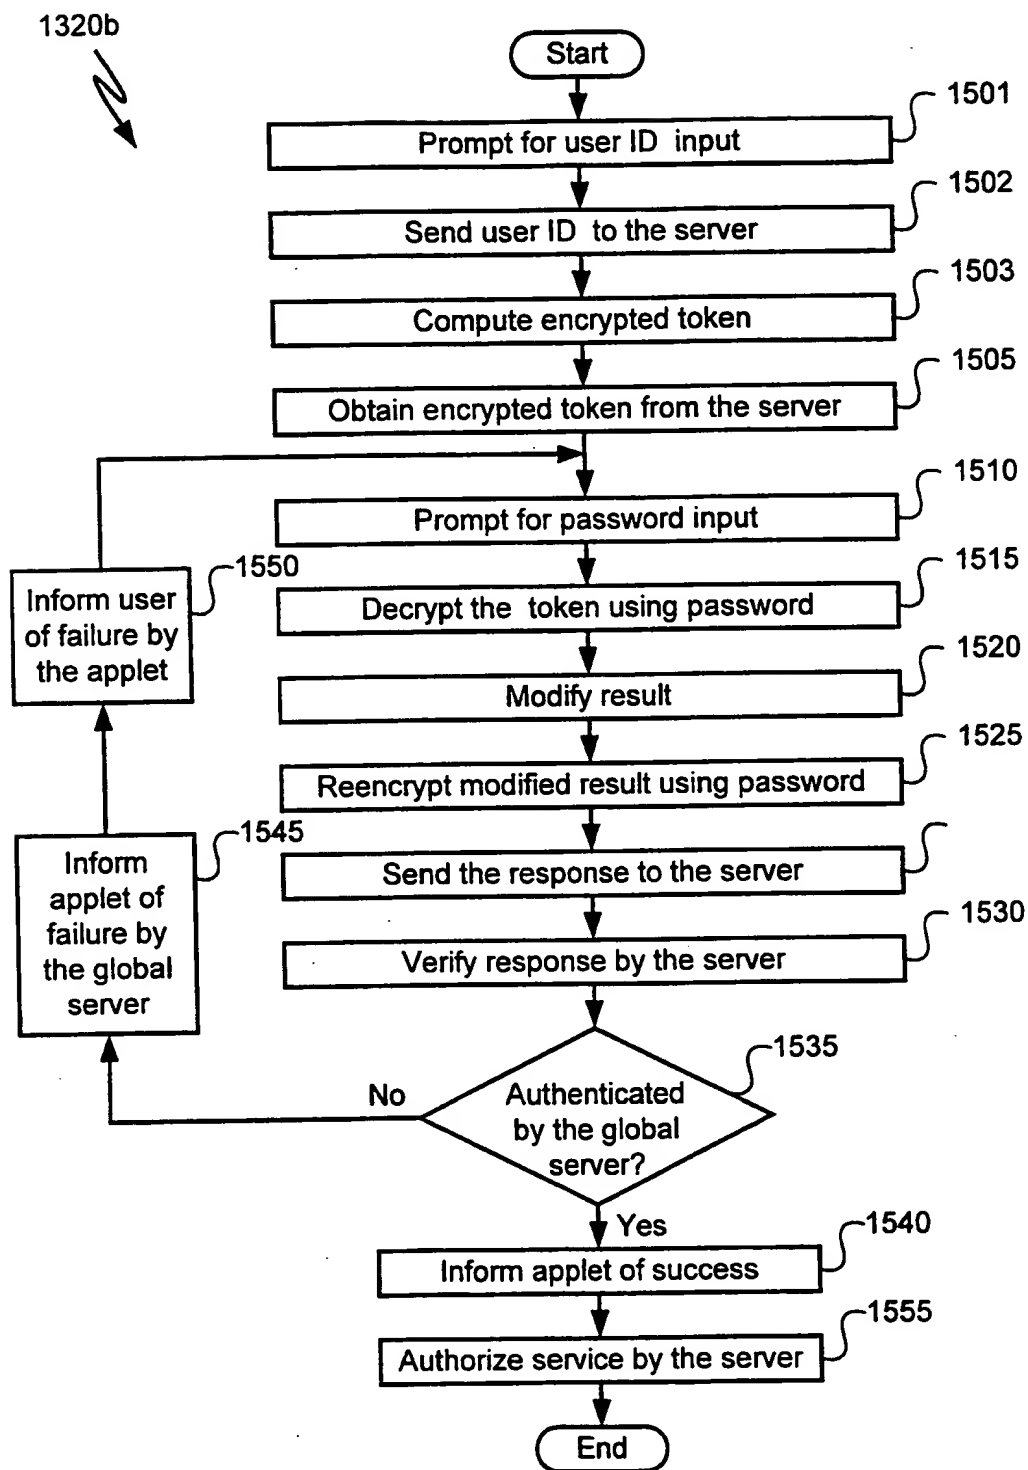 1320b
Start
Prompt for user ID input
1501
Send user ID to the server
1502
Compute encrypted token
1503
Obtain encrypted token from the server
1505
Prompt for password input
1510
Decrypt the token using password
1515
Modify result
1520
Reencrypt modified result using password
1525
Send the response to the server
Verify response by the server
1530
Authenticated
by the global
server?
1535
No
Inform
applet of
failure by
the global
server
1545
Inform user
of failure by
the applet
1550
Yes
Inform applet of success
1540
Authorize service by the server
1555
End